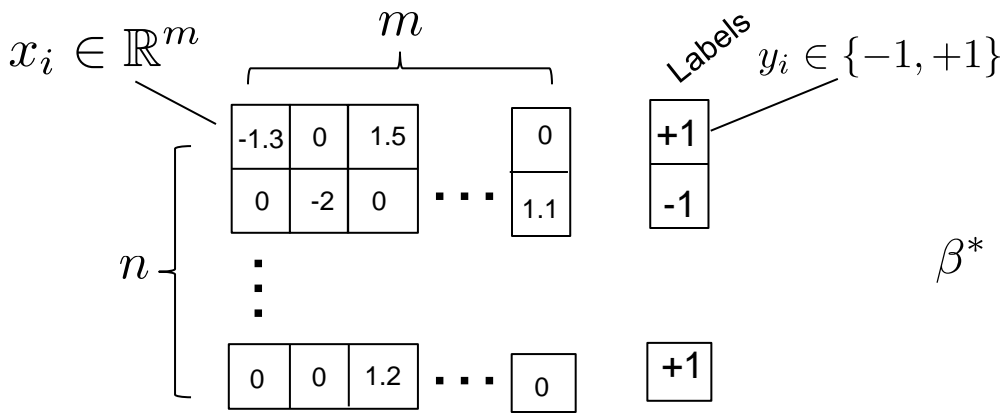 x_i ∈ ℝ^m
m
Labels
y_i ∈ {−1, +1}
-1.3 0 1.5 0 +1
0 -2 0 ... 1.1 -1
n
β*
0 0 1.2 ... 0 +1